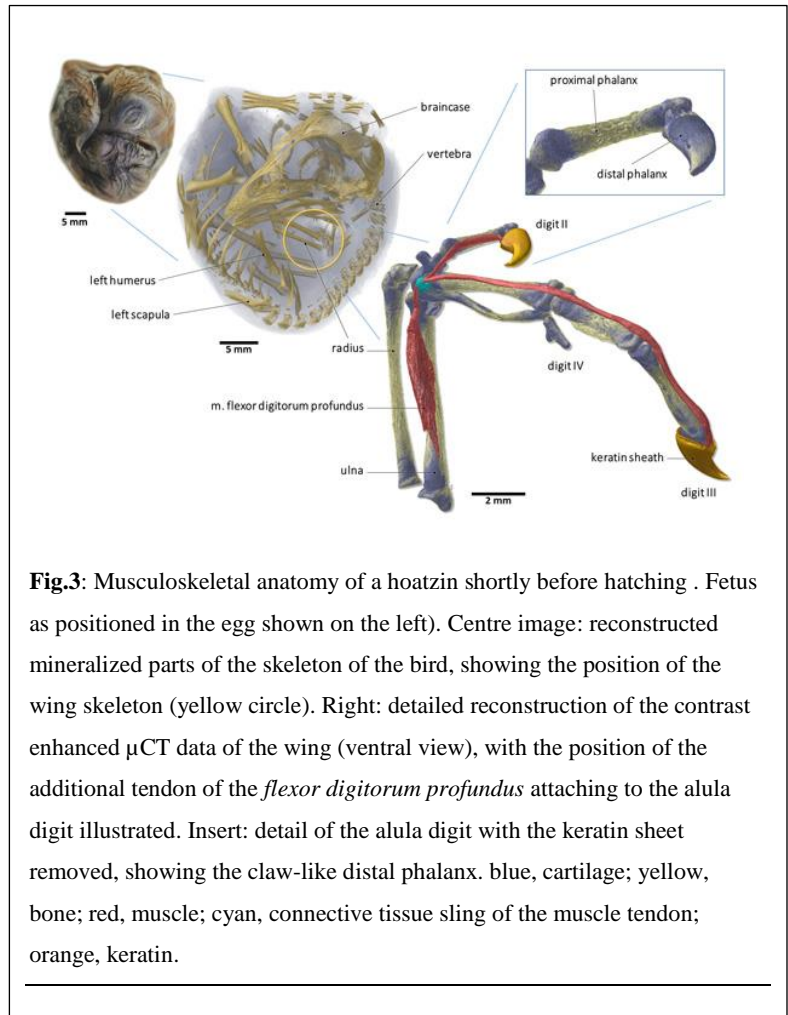 proximal phalanx
braincase
vertebra
distal phalanx
5 mm
digit II
left humerus
left scapula
radius
digit IV
5 mm
m. flexor digitorum profundus
ulna
keratin sheath
2 mm
digit III
Fig.3: Musculoskeletal anatomy of a hoatzin shortly before hatching . Fetus
as positioned in the egg shown on the left). Centre image: reconstructed
mineralized parts of the skeleton of the bird, showing the position of the
wing skeleton (yellow circle). Right: detailed reconstruction of the contrast
enhanced µCT data of the wing (ventral view), with the position of the
additional tendon of the flexor digitorum profundus attaching to the alula
digit illustrated. Insert: detail of the alula digit with the keratin sheet
removed, showing the claw-like distal phalanx. blue, cartilage; yellow,
bone; red, muscle; cyan, connective tissue sling of the muscle tendon;
orange, keratin.